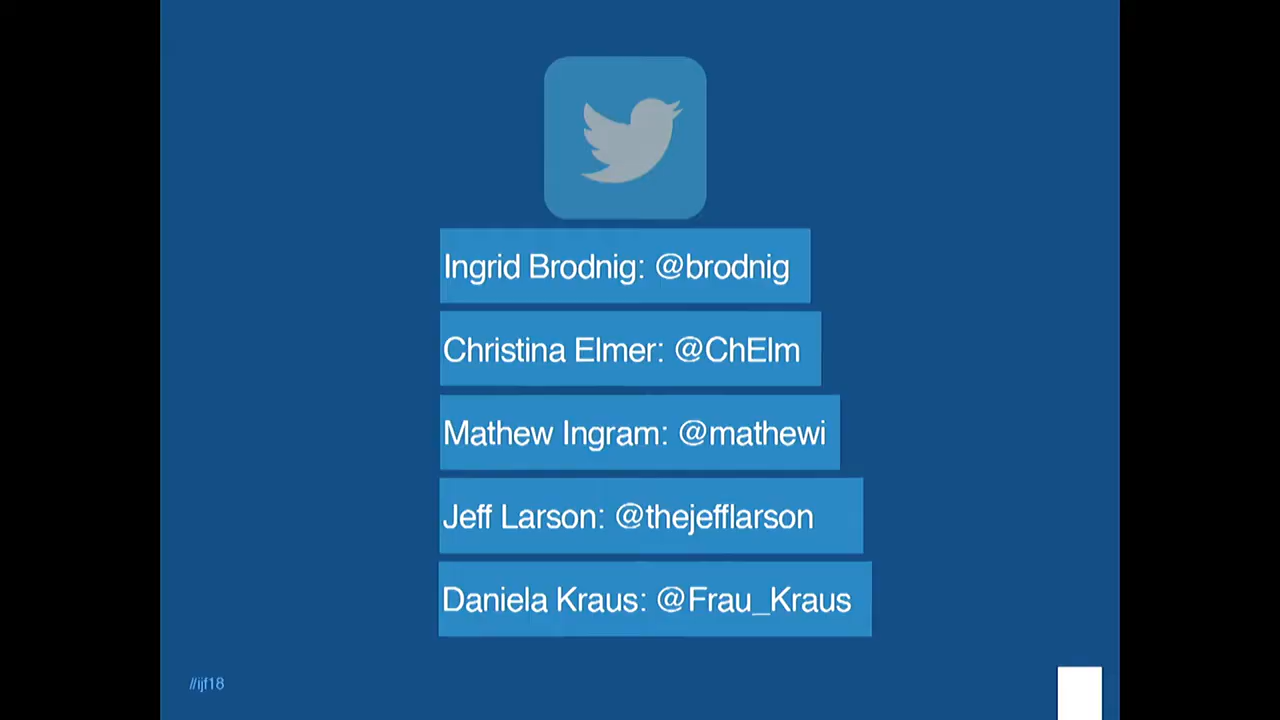 Ingrid Brodnig: @brodnig
Christina Elmer: @ChElm
Mathew Ingram: @mathewi
Jeff Larson: @thejefflarson
Daniela Kraus: @Frau_Kraus
//ijf18